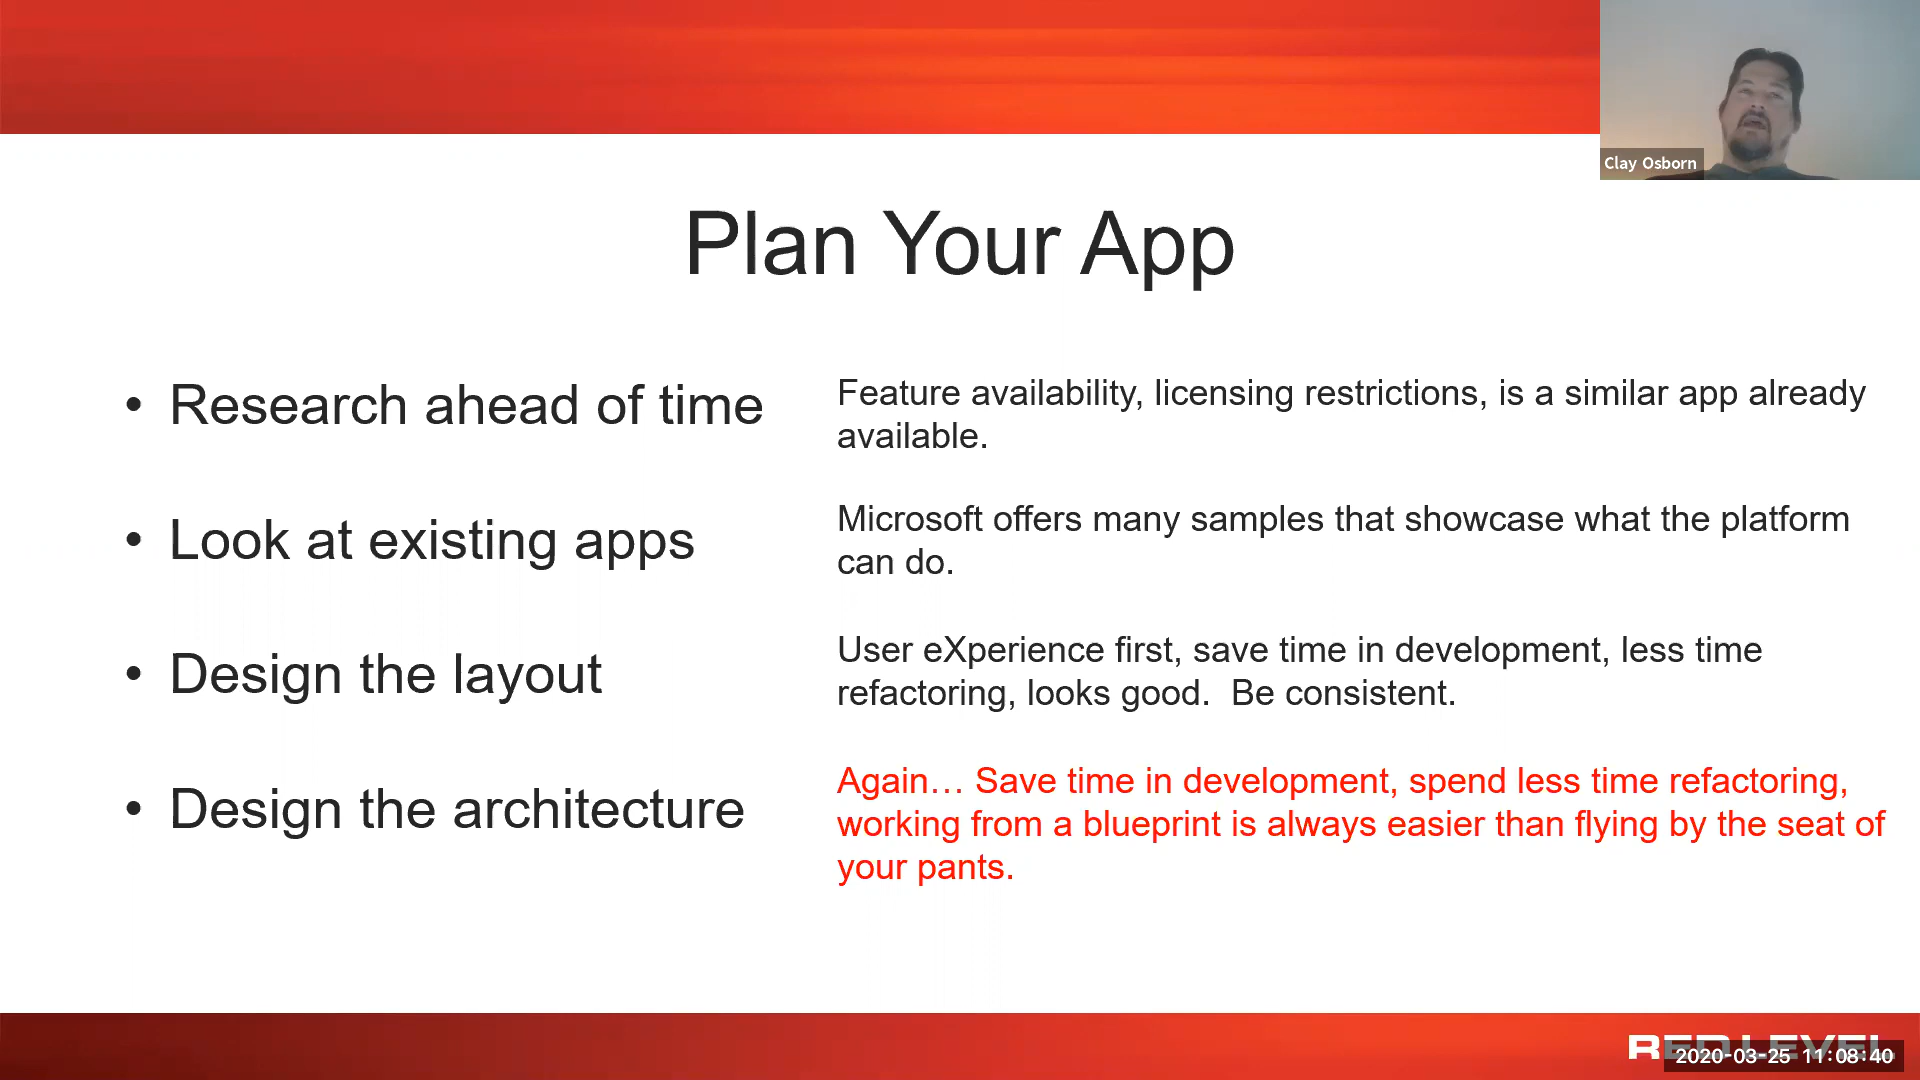 Clay Osborn
Plan Your App
• Research ahead of time
Feature availability, licensing restrictions, is a similar app already
available.
• Look at existing apps
Microsoft offers many samples that showcase what the platform
can do.
• Design the layout
User eXperience first, save time in development, less time
refactoring, looks good.  Be consistent.
• Design the architecture
Again… Save time in development, spend less time refactoring,
working from a blueprint is always easier than flying by the seat of
your pants.
RED LEVEL
2020-03-25 11:08:40